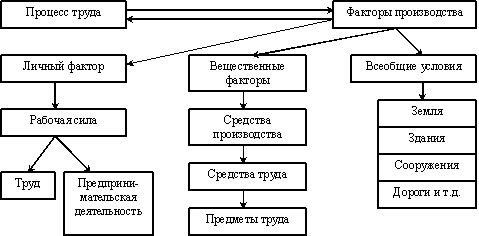 Процесс труда
Факторы производства
Личный фактор
Вещественные
факторы
Всеобщие условия
Рабочая сила
Средства
производства
Земля
Здания
Сооружения
Дороги и т.д.
Труд
Предприни-
мательская
деятельность
Средства труда
Предметы труда